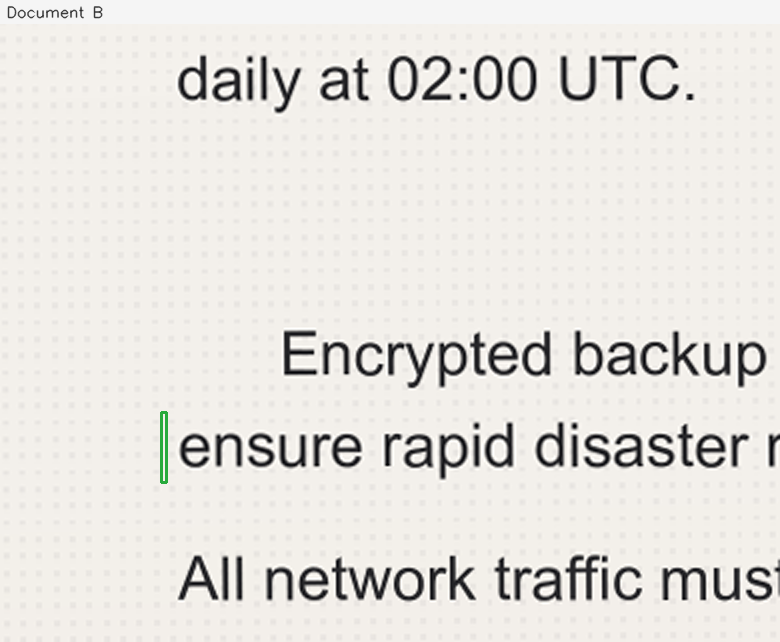 Document B
daily at 02:00 UTC.
Encrypted backup
ensure rapid disaster
All network traffic must